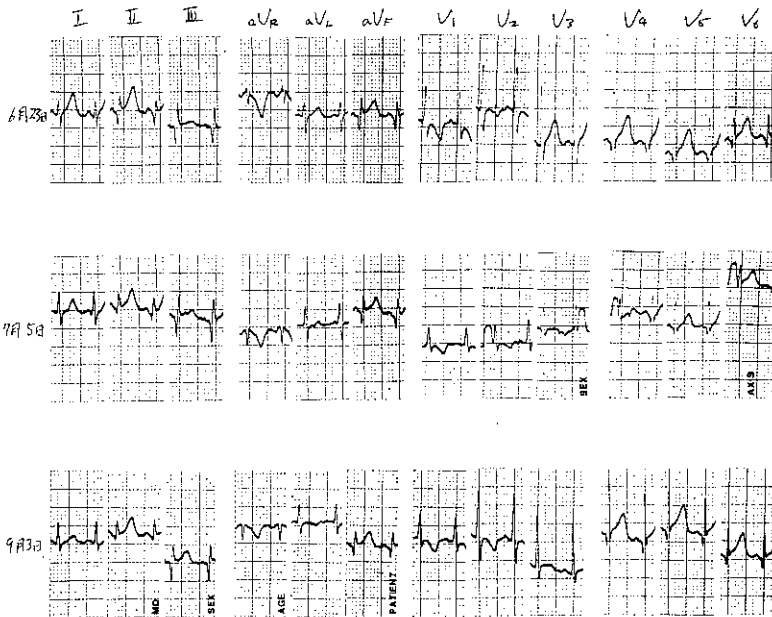 I II III aVR aVL aVF V1 V2 V3 V4 V5 V6
6月23日
7月5日
SEX
AXIS
9月3日
MD:
SEX
AGE
PATIENT